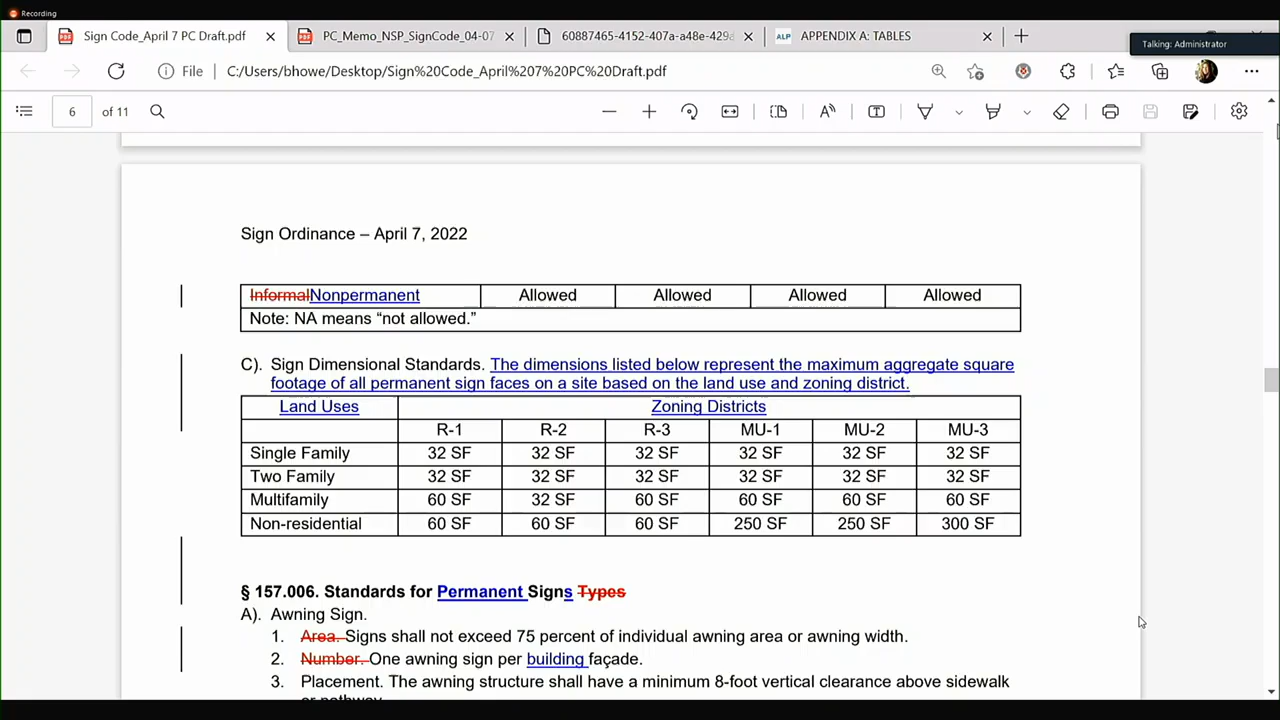 Recording
Sign Code_April 7 PC Draft.pdf
PC_Memo_NSP_SignCode_04-07
60887465-4152-407a-a48e-429a
ALP APPENDIX A: TABLES
Talking: Administrator
File C:/Users/bhowe/Desktop/Sign%20Code_April%207%20PC%20Draft.pdf
6 of 11
Sign Ordinance – April 7, 2022
InformalNonpermanent Allowed Allowed Allowed Allowed
Note: NA means “not allowed.”
C). Sign Dimensional Standards. The dimensions listed below represent the maximum aggregate square
footage of all permanent sign faces on a site based on the land use and zoning district.
Land Uses Zoning Districts
R-1 R-2 R-3 MU-1 MU-2 MU-3
Single Family 32 SF 32 SF 32 SF 32 SF 32 SF 32 SF
Two Family 32 SF 32 SF 32 SF 32 SF 32 SF 32 SF
Multifamily 60 SF 32 SF 60 SF 60 SF 60 SF 60 SF
Non-residential 60 SF 60 SF 60 SF 250 SF 250 SF 300 SF
§ 157.006. Standards for Permanent Signs Types
A). Awning Sign.
1. Area. Signs shall not exceed 75 percent of individual awning area or awning width.
2. Number. One awning sign per building façade.
3. Placement. The awning structure shall have a minimum 8-foot vertical clearance above sidewalk
or pathway.